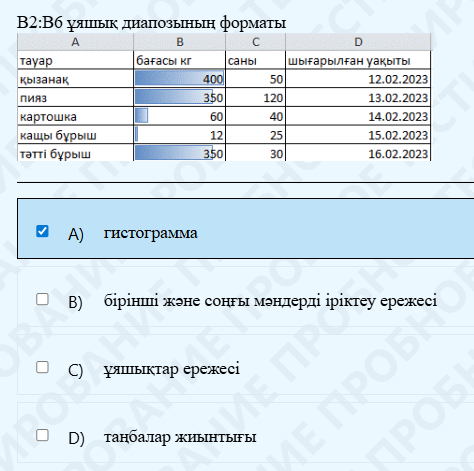 B2:B6 ұяшық диапозының форматы
A B C D
тауар бағасы кг саны шығарылған уақыты
қызанақ 400 50 12.02.2023
пияз 350 120 13.02.2023
картошка 60 40 14.02.2023
кащы бұрыш 12 25 15.02.2023
тәтті бұрыш 350 30 16.02.2023
A) гистограмма
B) бірінші және соңғы мәндерді іріктеу ережесі
C) ұяшықтар ережесі
D) таңбалар жиынтығы